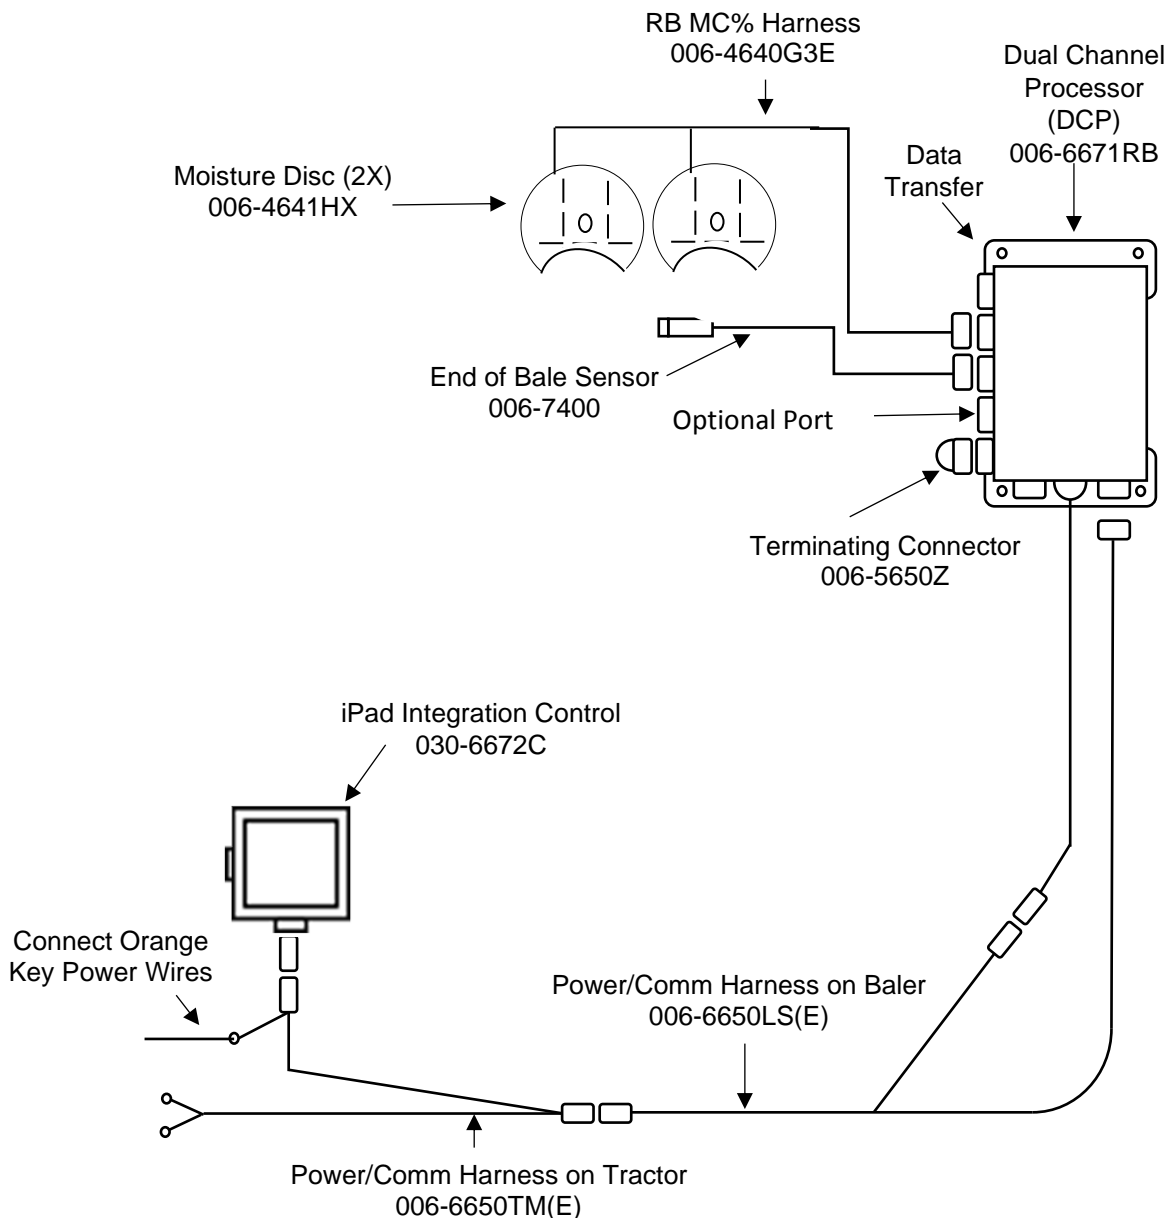 RB MC% Harness
006-4640G3E
Dual Channel
Processor
(DCP)
006-6671RB
Data
Transfer
Moisture Disc (2X)
006-4641HX
End of Bale Sensor
006-7400
Optional Port
Terminating Connector
006-5650Z
iPad Integration Control
030-6672C
Connect Orange
Key Power Wires
Power/Comm Harness on Baler
006-6650LS(E)
Power/Comm Harness on Tractor
006-6650TM(E)